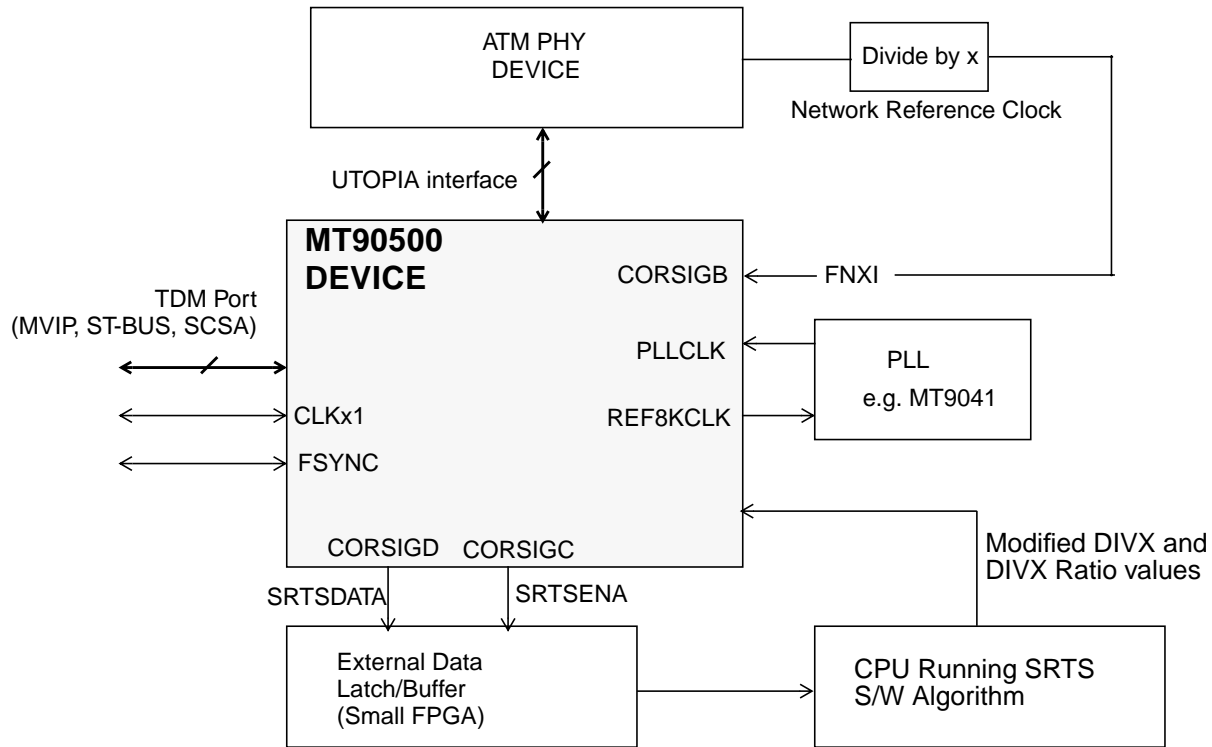 ATM PHY
DEVICE
Divide by x
Network Reference Clock
UTOPIA interface
MT90500
DEVICE
CORSIGB
FNXI
TDM Port
(MVIP, ST-BUS, SCSA)
PLLCLK
PLL
e.g. MT9041
CLKx1
REF8KCLK
FSYNC
CORSIGD
CORSIGC
Modified DIVX and
DIVX Ratio values
SRTSDATA
SRTSENA
External Data
Latch/Buffer
(Small FPGA)
CPU Running SRTS
S/W Algorithm